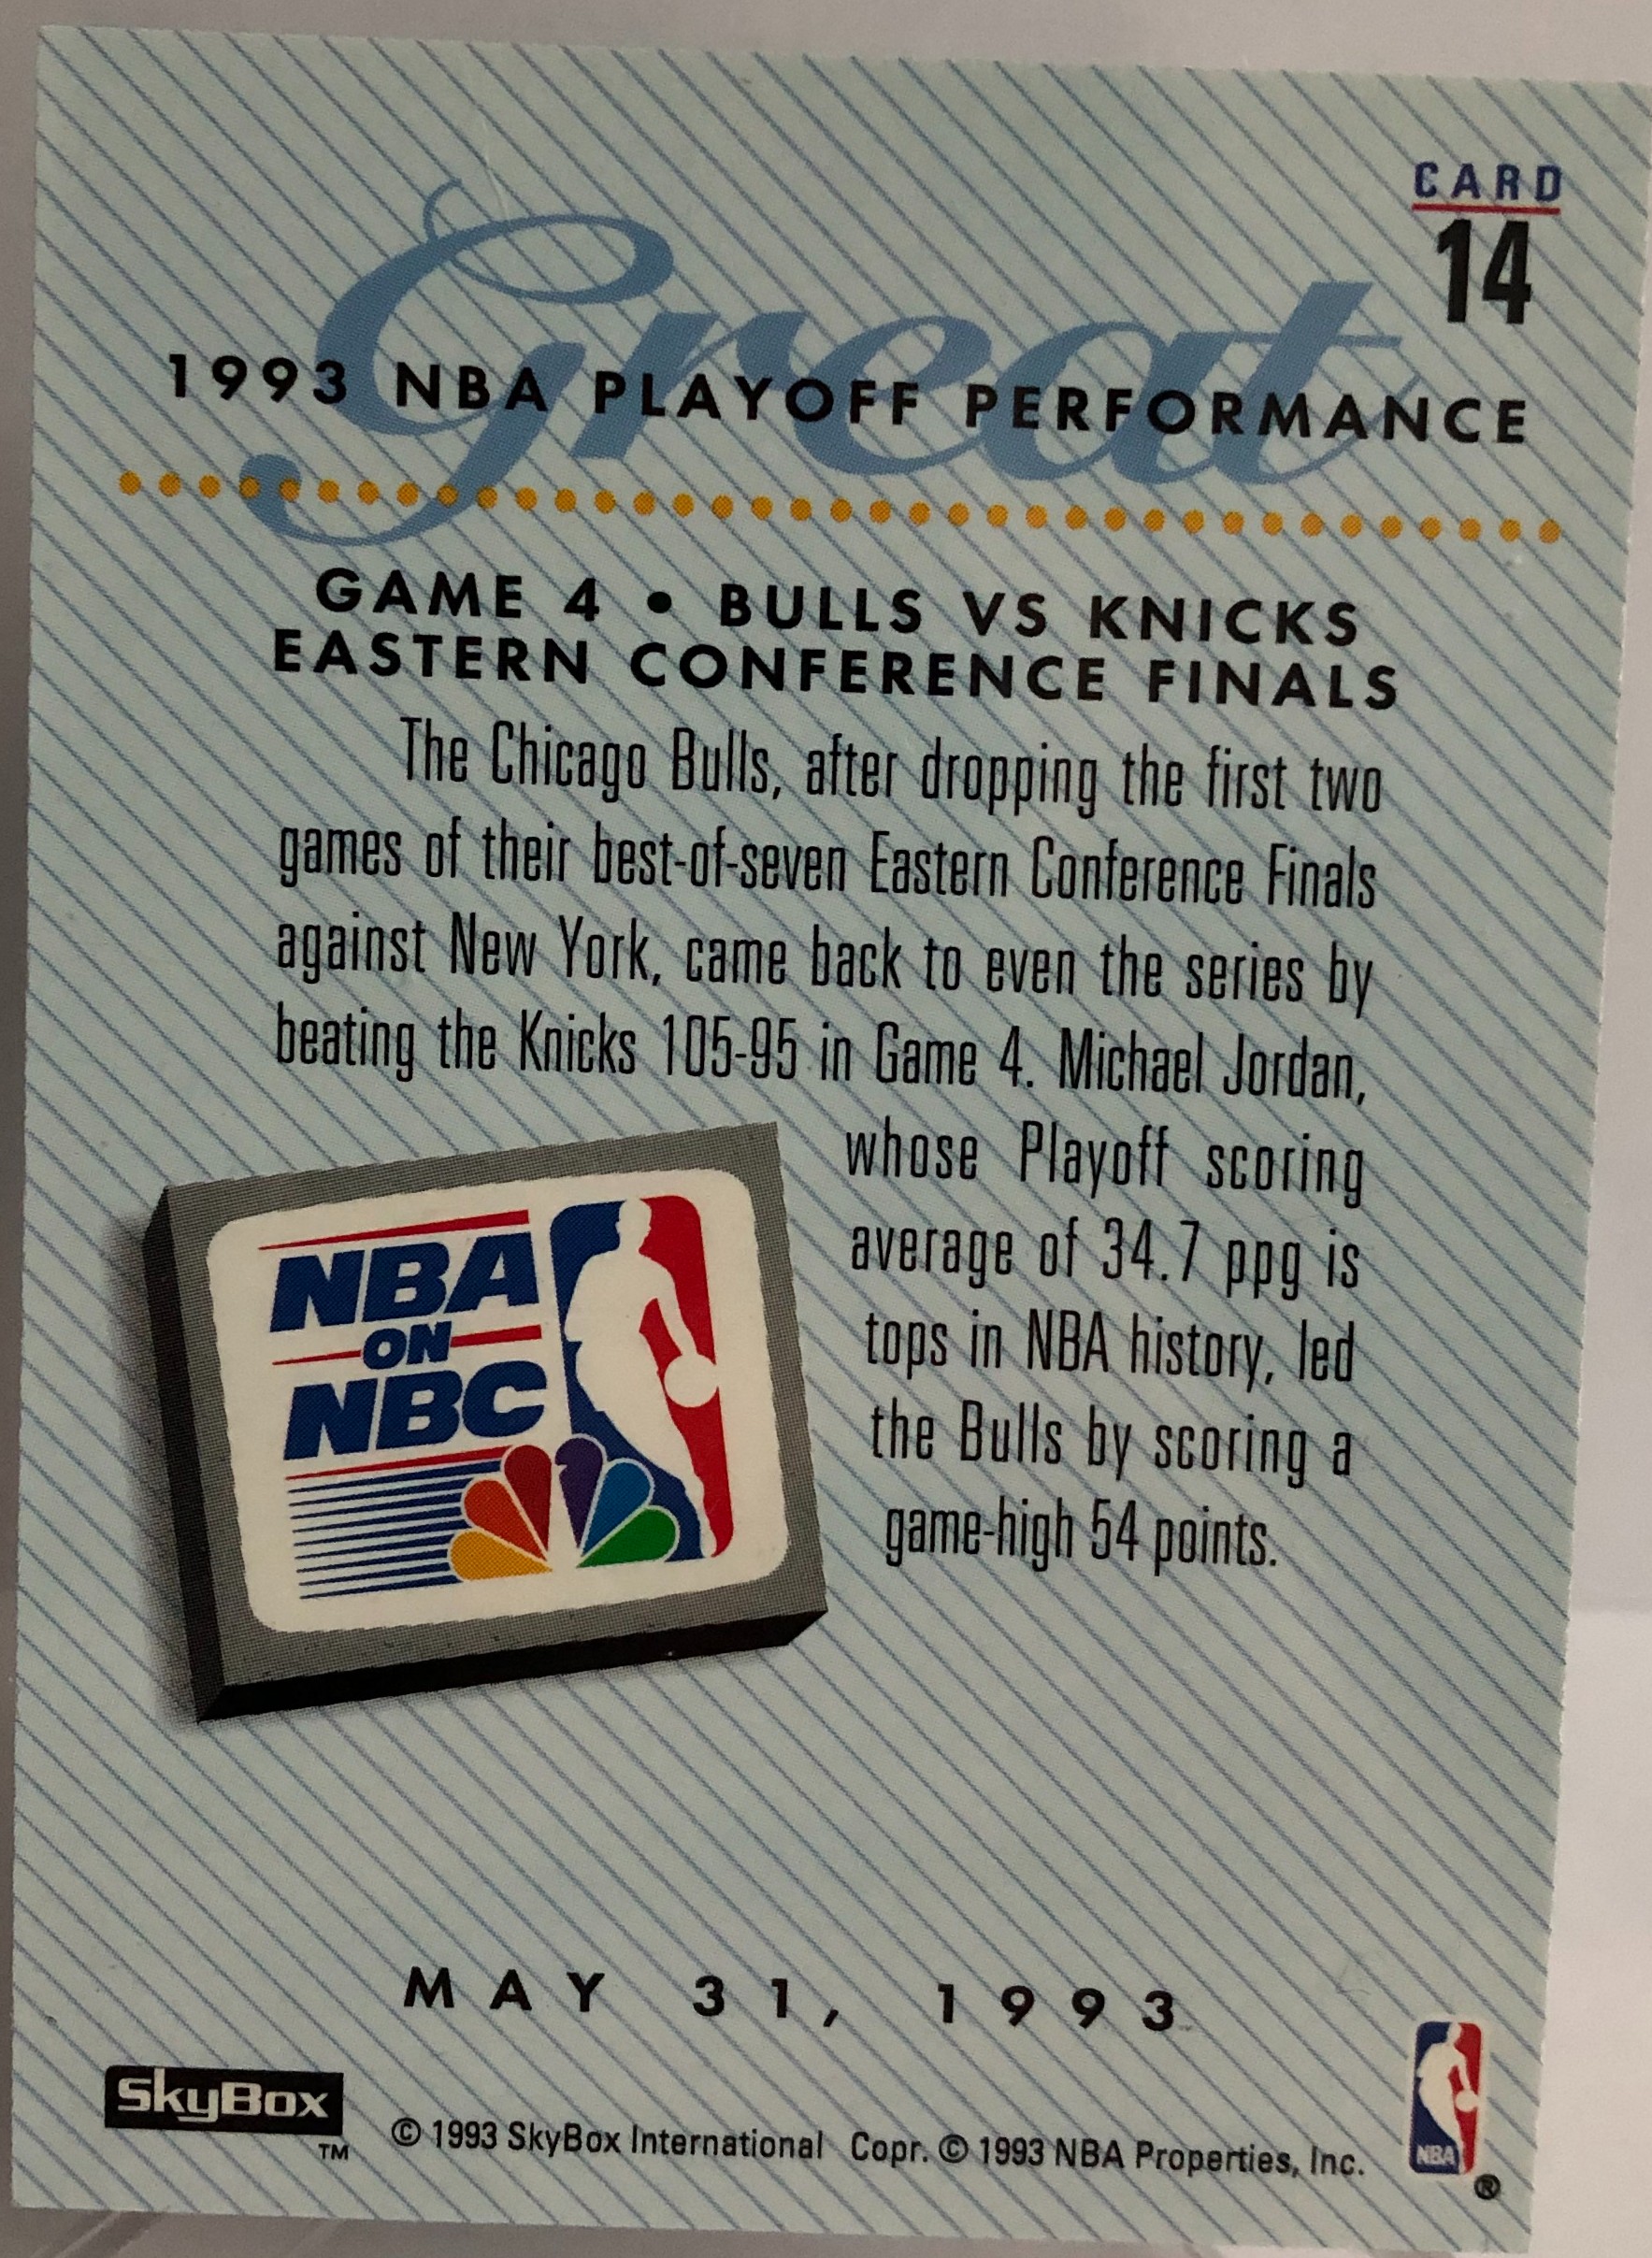 CARD
14
Great
1993 NBA PLAYOFF PERFORMANCE
GAME 4 • BULLS VS KNICKS
EASTERN CONFERENCE FINALS
The Chicago Bulls, after dropping the first two
games of their best-of-seven Eastern Conference Finals
against New York, came back to even the series by
beating the Knicks 105-95 in Game 4. Michael Jordan,
whose Playoff scoring
average of 34.7 ppg is
tops in NBA history, led
the Bulls by scoring a
game-high 54 points.
NBA
ON
NBC
MAY 31, 1993
SkyBox
TM
© 1993 SkyBox International Copr. © 1993 NBA Properties, Inc.
NBA
®